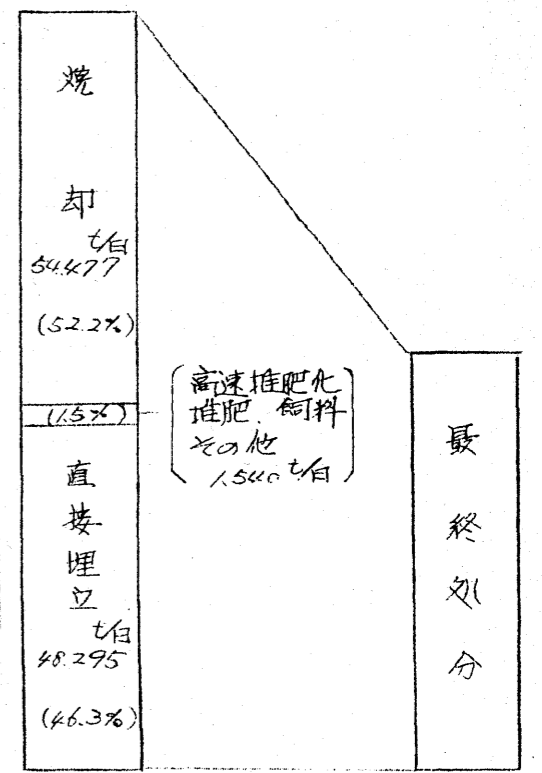 焼
却
t/日
54.477
(52.2%)
(1.5%)
高速堆肥化
堆肥、飼料
その他
1.540 t/日
直
接
埋
立
t/日
48.295
(46.3%)
最
終
処
分